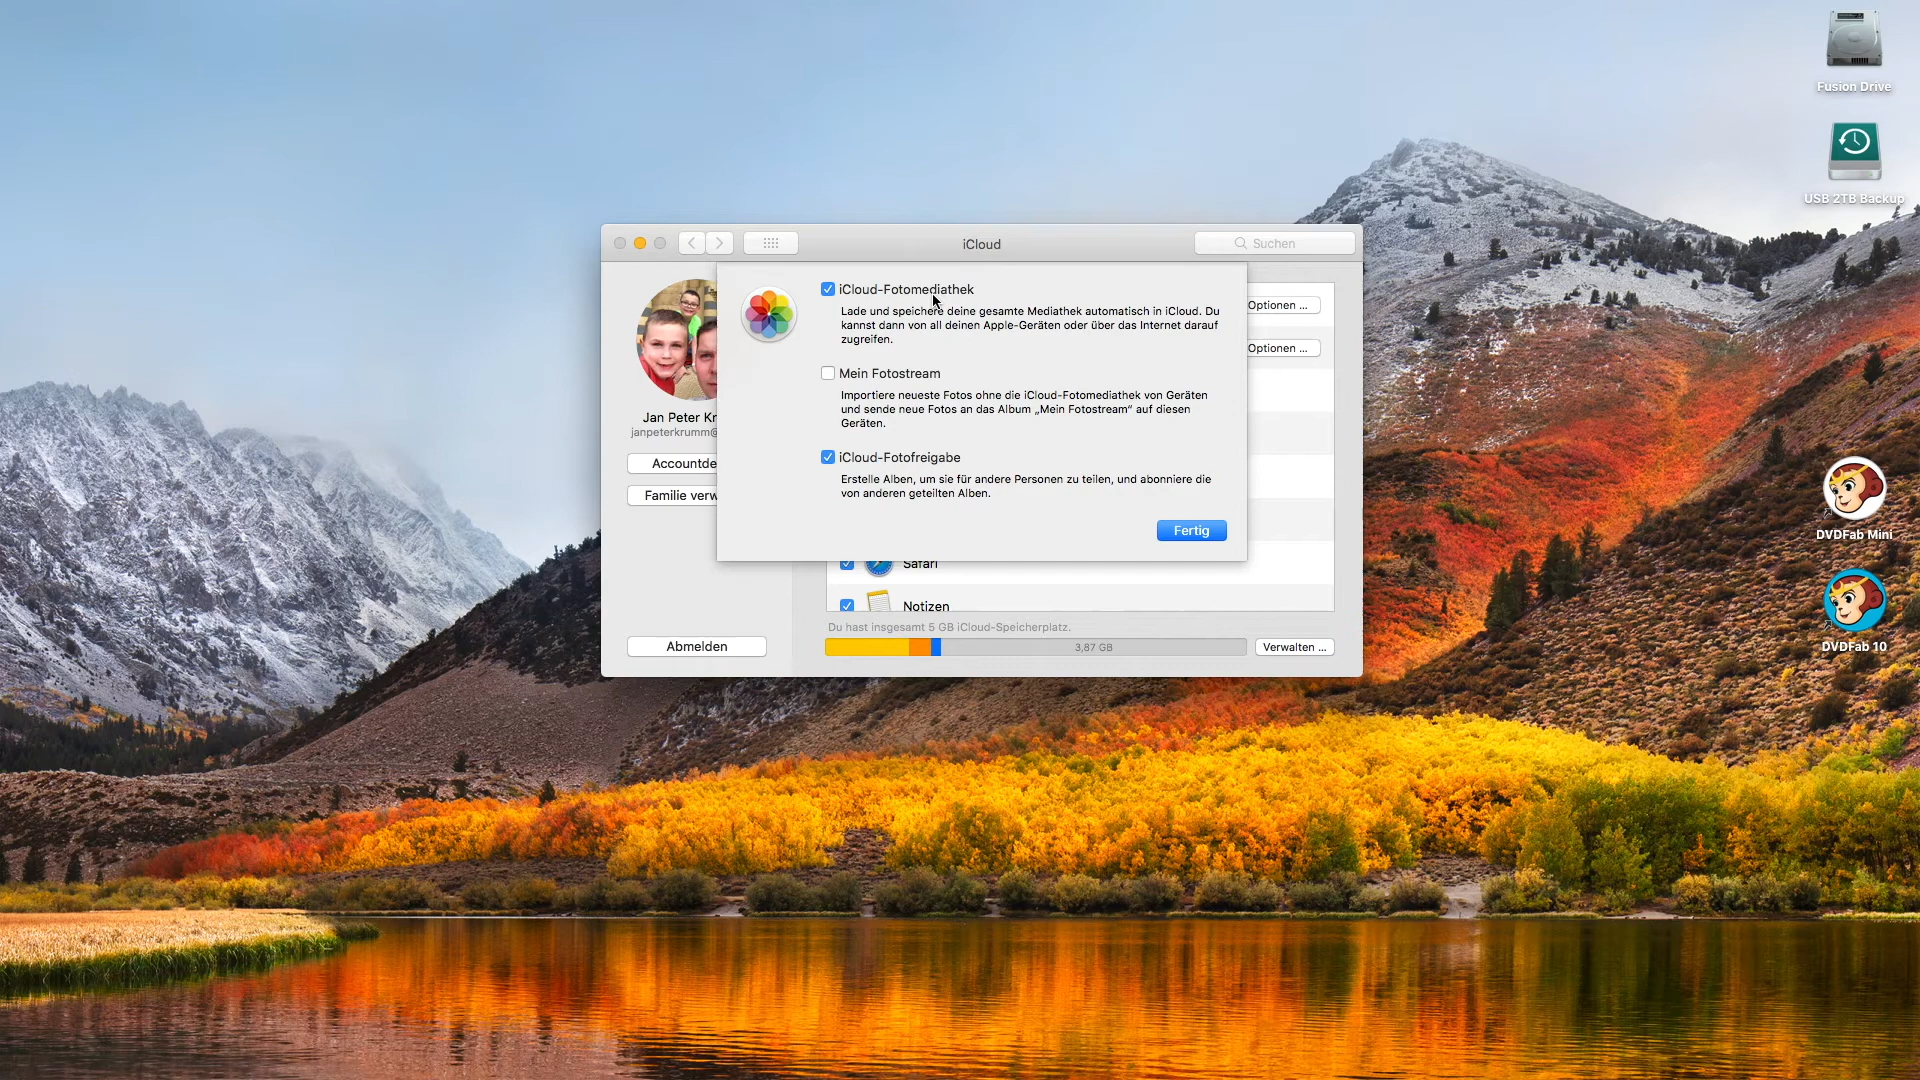 Fusion Drive
USB 2TB Backup
iCloud
Suchen
iCloud-Fotomediathek
Lade und speichere deine gesamte Mediathek automatisch in iCloud. Du
kannst dann von all deinen Apple-Geräten oder über das Internet darauf
zugreifen.
Mein Fotostream
Importiere neueste Fotos ohne die iCloud-Fotomediathek von Geräten
und sende neue Fotos an das Album „Mein Fotostream“ auf diesen
Geräten.
iCloud-Fotofreigabe
Erstelle Alben, um sie für andere Personen zu teilen, und abonniere die
von anderen geteilten Alben.
Fertig
Optionen ...
Optionen ...
Jan Peter Kr
janpeterkrumm@
Accountde
Familie verw
Abmelden
Safari
Notizen
Du hast insgesamt 5 GB iCloud-Speicherplatz.
3,87 GB
Verwalten ...
DVDFab Mini
DVDFab 10